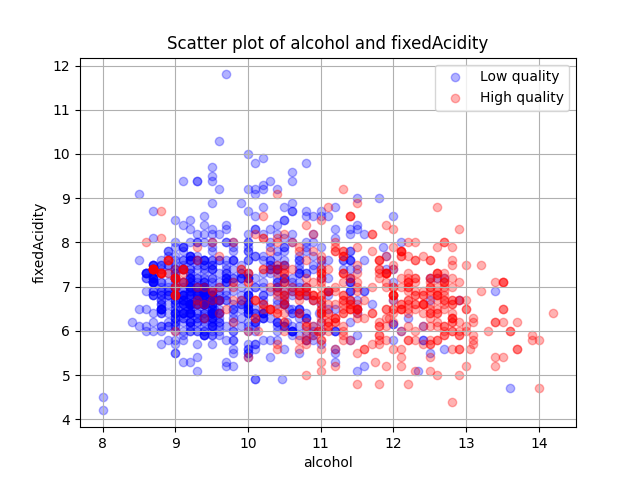 Scatter plot of alcohol and fixedAcidity
Low quality
High quality
12
11
10
9
8
7
6
5
4
fixedAcidity
8 9 10 11 12 13 14
alcohol